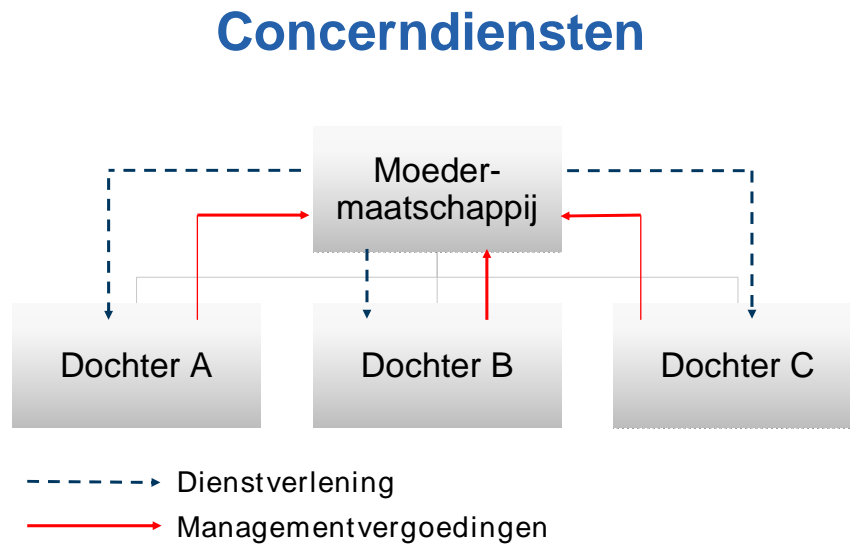 Concerndiensten
Moeder-
maatschappij
Dochter A
Dochter B
Dochter C
Dienstverlening
Managementvergoedingen